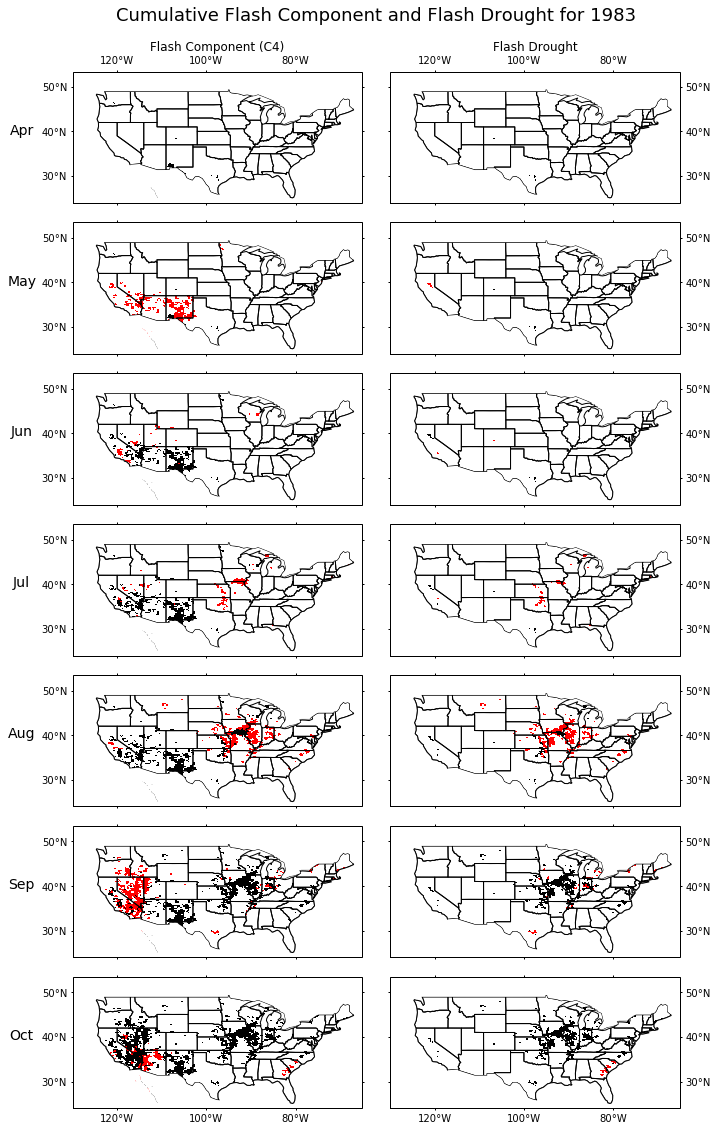 Cumulative Flash Component and Flash Drought for 1983
Flash Component (C4) Flash Drought
120°W 100°W 80°W 120°W 100°W 80°W
50°N 50°N
Apr 40°N 40°N
30°N 30°N
50°N 50°N
May 40°N 40°N
30°N 30°N
50°N 50°N
Jun 40°N 40°N
30°N 30°N
50°N 50°N
Jul 40°N 40°N
30°N 30°N
50°N 50°N
Aug 40°N 40°N
30°N 30°N
50°N 50°N
Sep 40°N 40°N
30°N 30°N
50°N 50°N
Oct 40°N 40°N
30°N 30°N
120°W 100°W 80°W 120°W 100°W 80°W